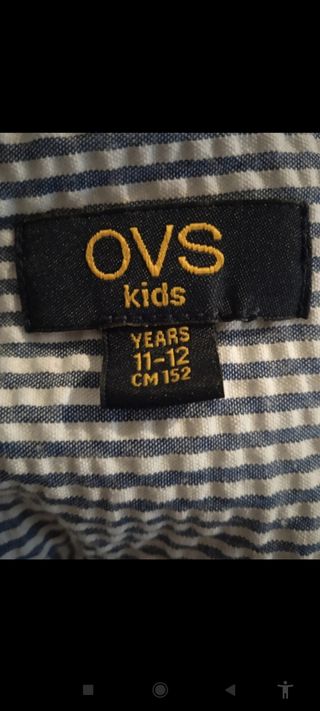 OVS
kids
YEARS
11-12
CM 152